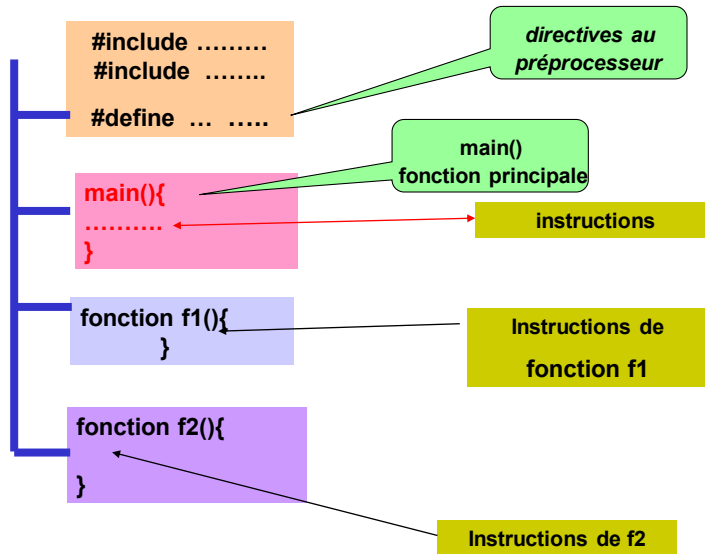 #include ………
#include ……..
#define … …..
directives au
préprocesseur
main()
fonction principale
main(){
……….
}
instructions
fonction f1(){
}
Instructions de
fonction f1
fonction f2(){
}
Instructions de f2